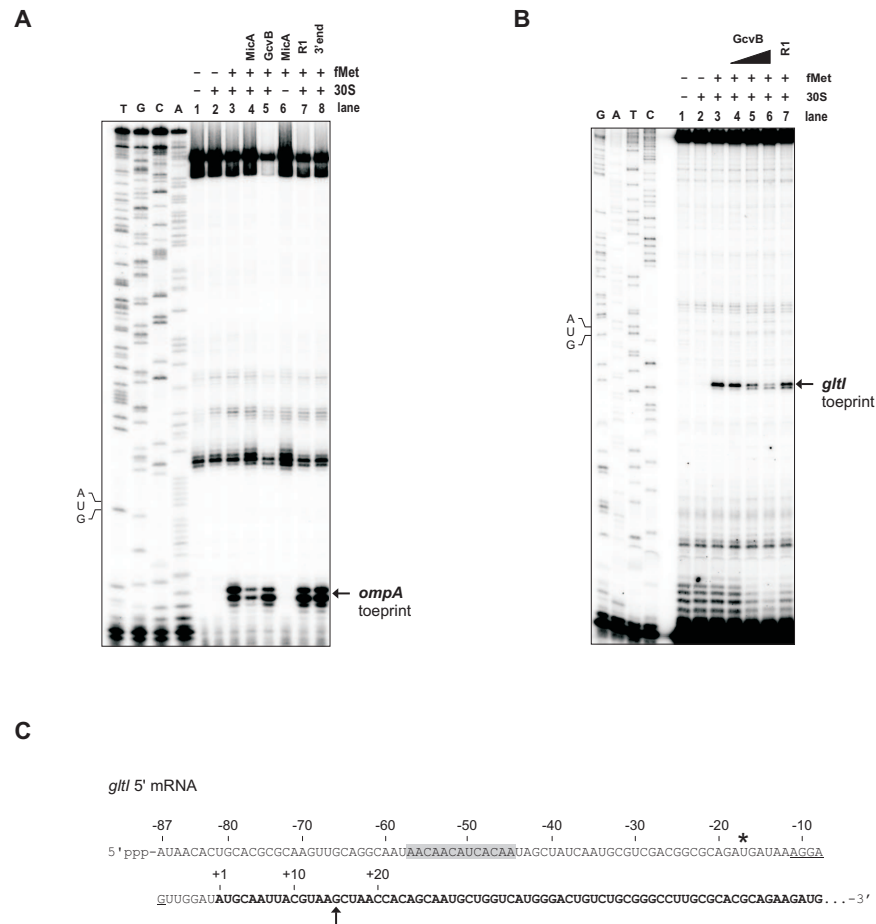 A
MicA GcvB MicA R1 3'end
- - + + + + + + fMet
- + + + + - + + 30S
T G C A 1 2 3 4 5 6 7 8 lane
A
U
G
ompA
toeprint
B
GcvB R1
- - + + + + + fMet
- + + + + + + 30S
G A T C 1 2 3 4 5 6 7 lane
A
U
G
gltI
toeprint
C
gltI 5' mRNA
-87 -80 -70 -60 -50 -40 -30 -20 * -10
5'ppp-AUAACACUGCACGCGCAAGUUGCAGGCAAUAACAACAUCACAAUAGCUAUCAAUGCGUCGACGGCGCAGAUGAUAAAGGA
+1 +10 +20
GUUGGAUAUGCAAUUACGUAAGCUAACCACAGCAAUGCUGGUCAUGGGACUGUCUGCGGGCCUUGCGCACGCAGAAGAUG...-3'